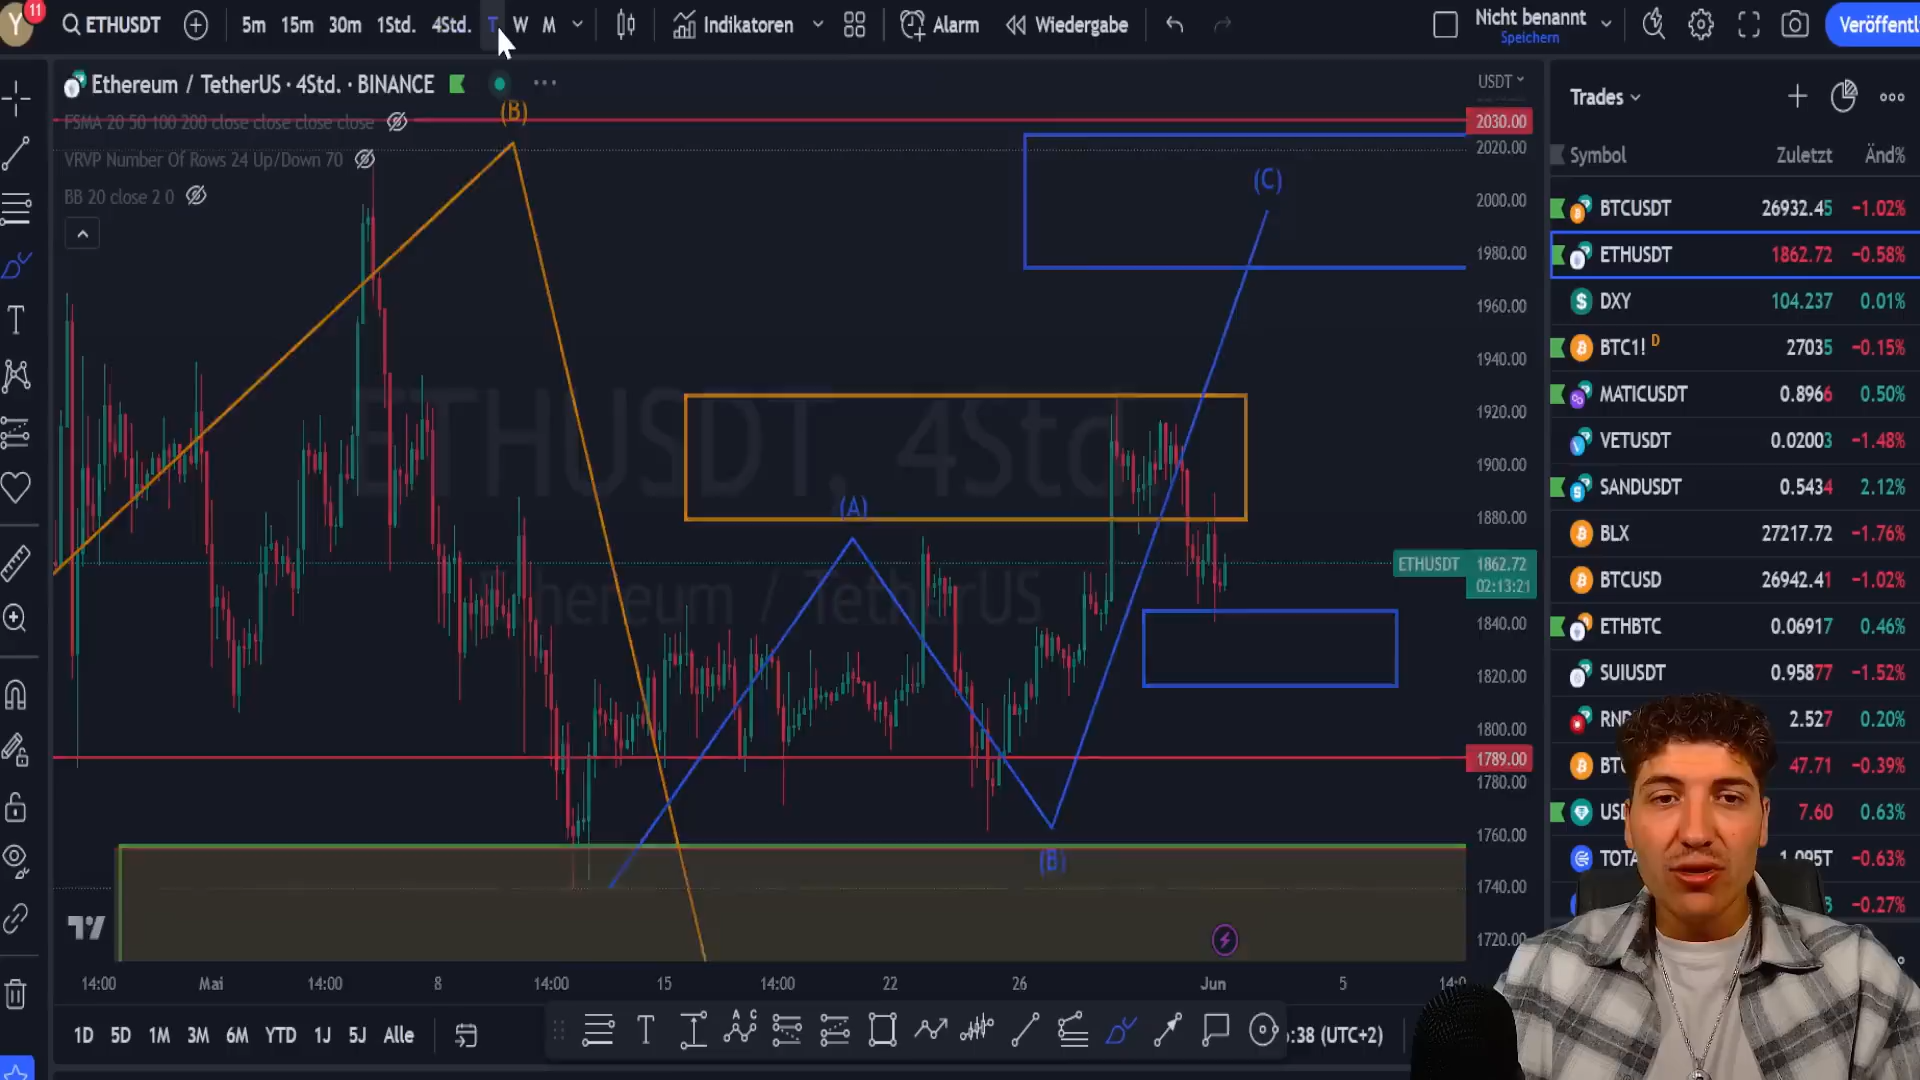 Y
11
ETHUSDT
5m 15m 30m 1Std. 4Std. T W M
Indikatoren
Alarm
Wiedergabe
Nicht benannt
Speichern
Veröffentl
Ethereum / TetherUS · 4Std. · BINANCE
FSMA 20 50 100 200 close close close close
VRVP Number Of Rows 24 Up/Down 70
BB 20 close 2 0
(B)
(C)
(A)
(B)
ETHUSDT, 4Std.
Ethereum / TetherUS
USDT
2030.00
2020.00
2000.00
1980.00
1960.00
1940.00
1920.00
1900.00
1880.00
ETHUSDT 1862.72
02:13:21
1840.00
1820.00
1800.00
1789.00
1780.00
1760.00
1740.00
1720.00
14:00 Mai 14:00 8 14:00 15 14:00 22 26 Jun 5
1D 5D 1M 3M 6M YTD 1J 5J Alle
:38 (UTC+2)
Trades
Symbol Zuletzt Änd%
BTCUSDT 26932.45 −1.02%
ETHUSDT 1862.72 −0.58%
DXY 104.237 0.01%
BTC1! D 27035 −0.15%
MATICUSDT 0.8966 0.50%
VETUSDT 0.02003 −1.48%
SANDUSDT 0.5434 2.12%
BLX 27217.72 −1.76%
BTCUSD 26942.41 −1.02%
ETHBTC 0.06917 0.46%
SUIUSDT 0.95877 −1.52%
2.527 0.20%
47.71 −0.39%
7.60 0.63%
1.095T −0.63%
−0.27%